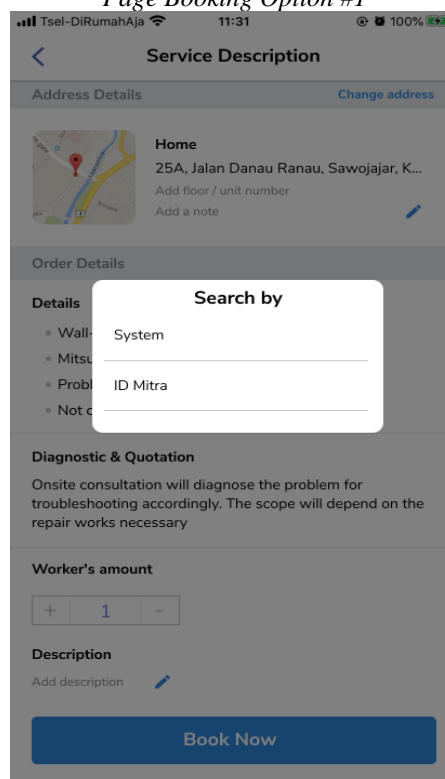 Page Booking Option #1
Tsel-DiRumahAja 11:31 100%
Service Description
Address Details Change address
Home
25A, Jalan Danau Ranau, Sawojajar, K...
Add floor / unit number
Add a note
Order Details
Search by
Details
System
ID Mitra
Diagnostic & Quotation
Onsite consultation will diagnose the problem for
troubleshooting accordingly. The scope will depend on the
repair works necessary
Worker's amount
+ 1 -
Description
Add description
Book Now